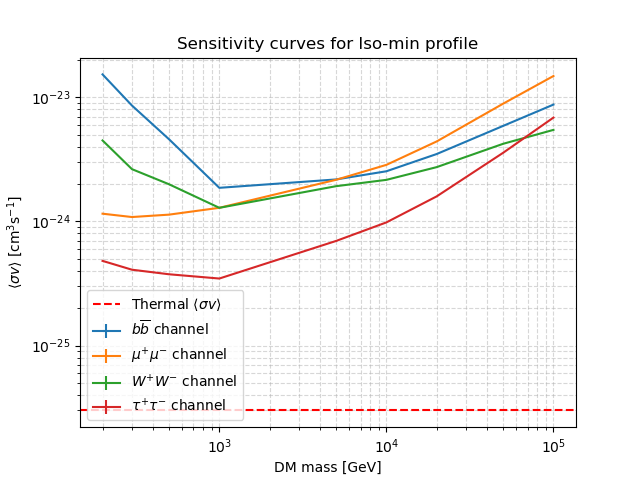 Sensitivity curves for Iso-min profile
⟨σv⟩ [cm³s⁻¹]
10⁻²³
10⁻²⁴
10⁻²⁵
Thermal ⟨σv⟩
bb̅ channel
μ⁺μ⁻ channel
W⁺W⁻ channel
τ⁺τ⁻ channel
10³ 10⁴ 10⁵
DM mass [GeV]